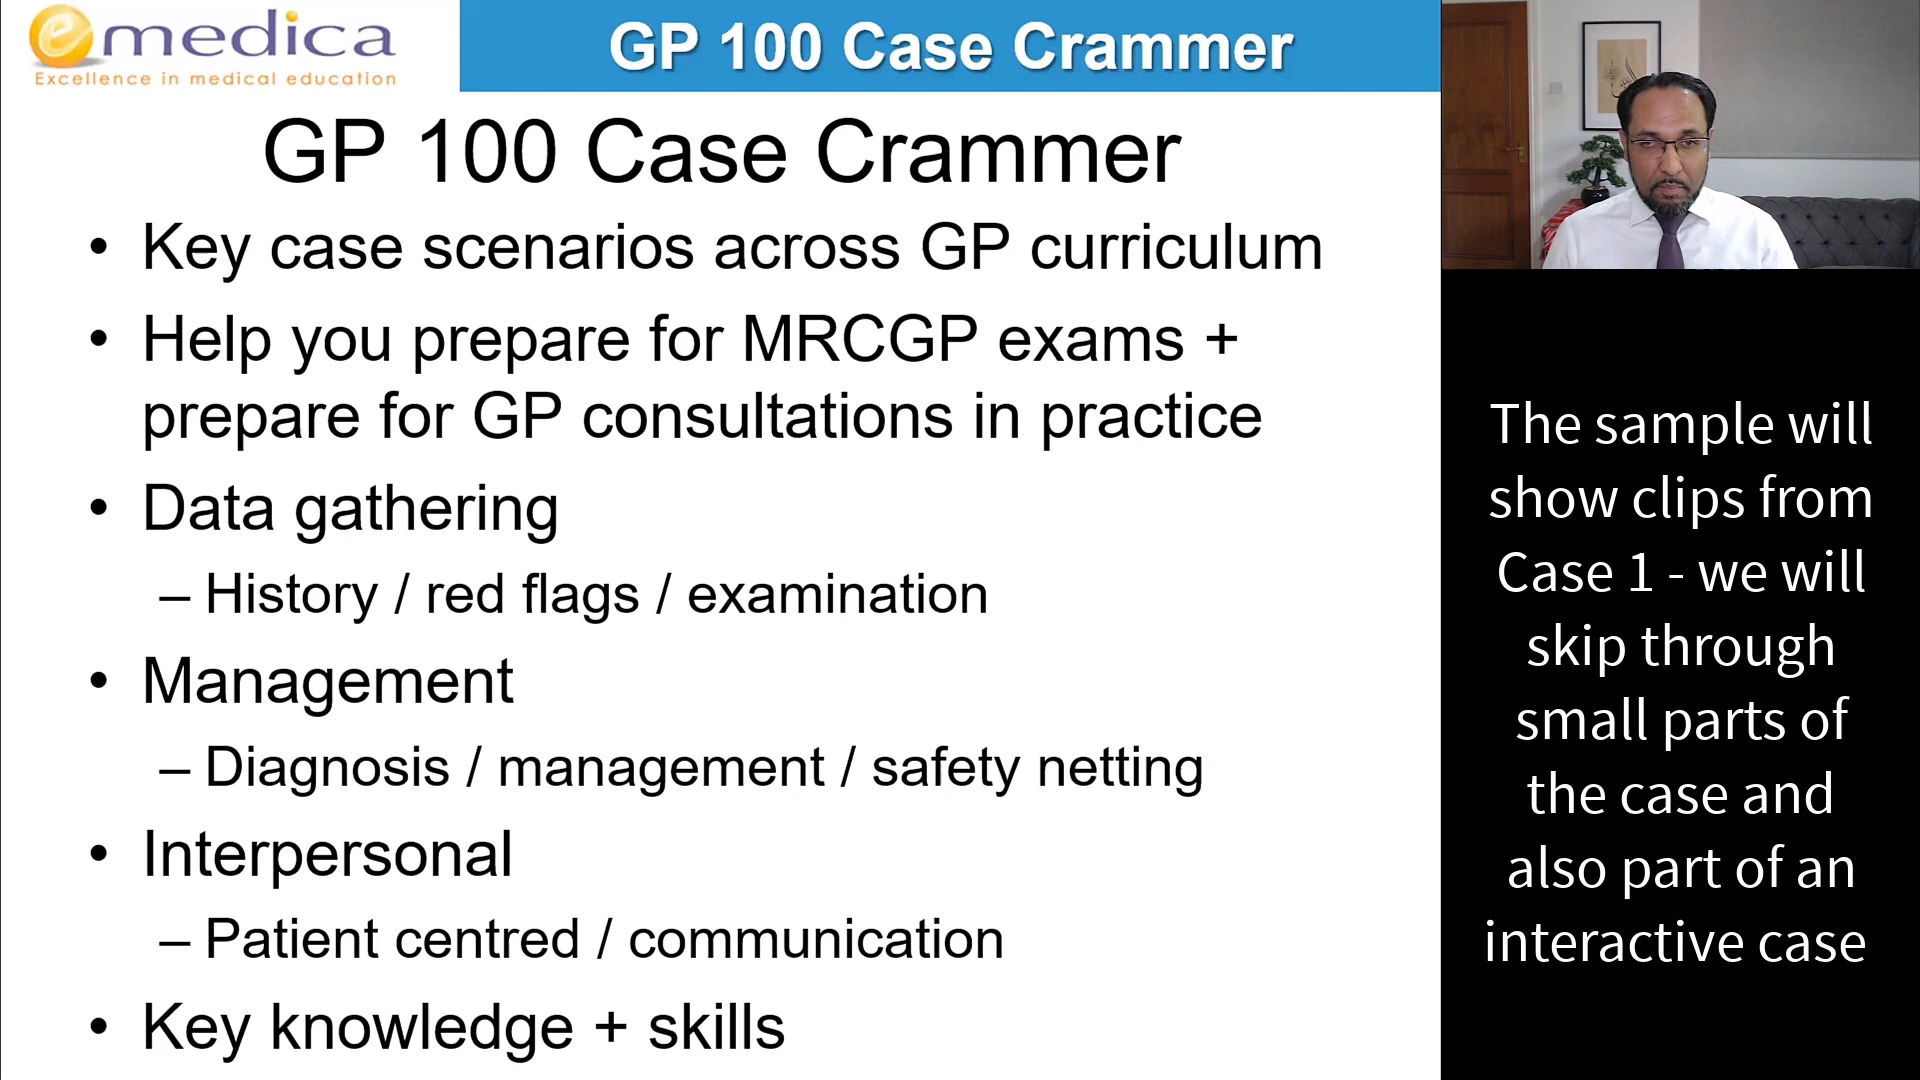 emedica
Excellence in medical education
GP 100 Case Crammer
GP 100 Case Crammer
• Key case scenarios across GP curriculum
• Help you prepare for MRCGP exams +
prepare for GP consultations in practice
• Data gathering
– History / red flags / examination
• Management
– Diagnosis / management / safety netting
• Interpersonal
– Patient centred / communication
• Key knowledge + skills
The sample will
show clips from
Case 1 - we will
skip through
small parts of
the case and
also part of an
interactive case